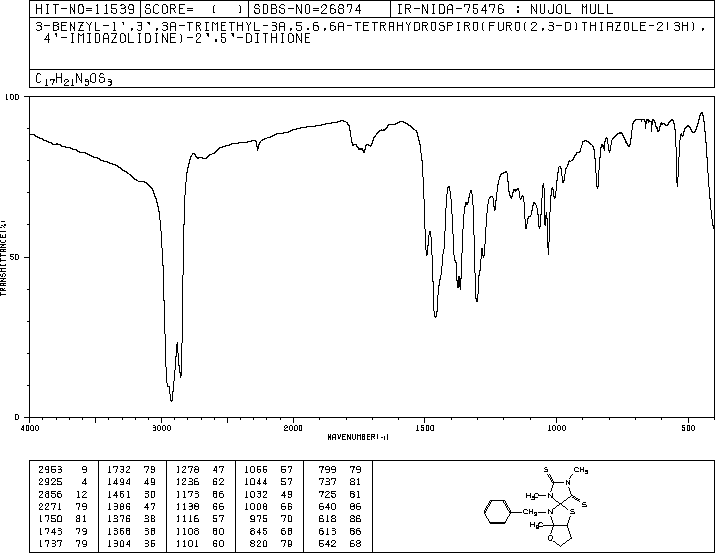 HIT-NO=11539 SCORE= ( ) SDBS-NO=26874 IR-NIDA-75476 : NUJOL MULL
3-BENZYL-1',3',3A-TRIMETHYL-3A,5,6,6A-TETRAHYDROSPIRO(FURO(2,3-D)THIAZOLE-2(3H),
4'-IMIDAZOLIDINE)-2',5'-DITHIONE
C17H21N3OS3
100
50
0
TRANSMITTANCE(%)
4000 3000 2000 1500 1000 500
WAVENUMBER(-1)
2963 9 1732 79 1278 47 1066 57 799 79
2925 4 1494 49 1236 62 1044 57 737 81
2856 12 1461 30 1173 66 1032 49 725 81
2271 79 1386 47 1138 66 1008 66 640 86
1750 81 1376 38 1116 57 975 70 618 86
1743 79 1368 38 1108 60 845 68 613 86
1737 79 1304 35 1101 60 820 79 542 68
S N CH3
H3C N S
CH2 N S
CH3
O